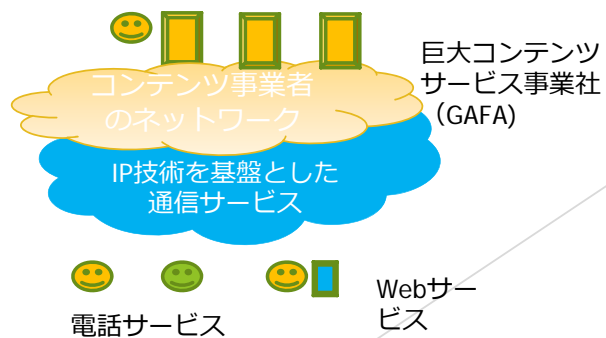 巨大コンテンツ
サービス事業社
（GAFA)
コンテンツ事業者
のネットワーク
IP技術を基盤とした
通信サービス
電話サービス
Webサー
ビス